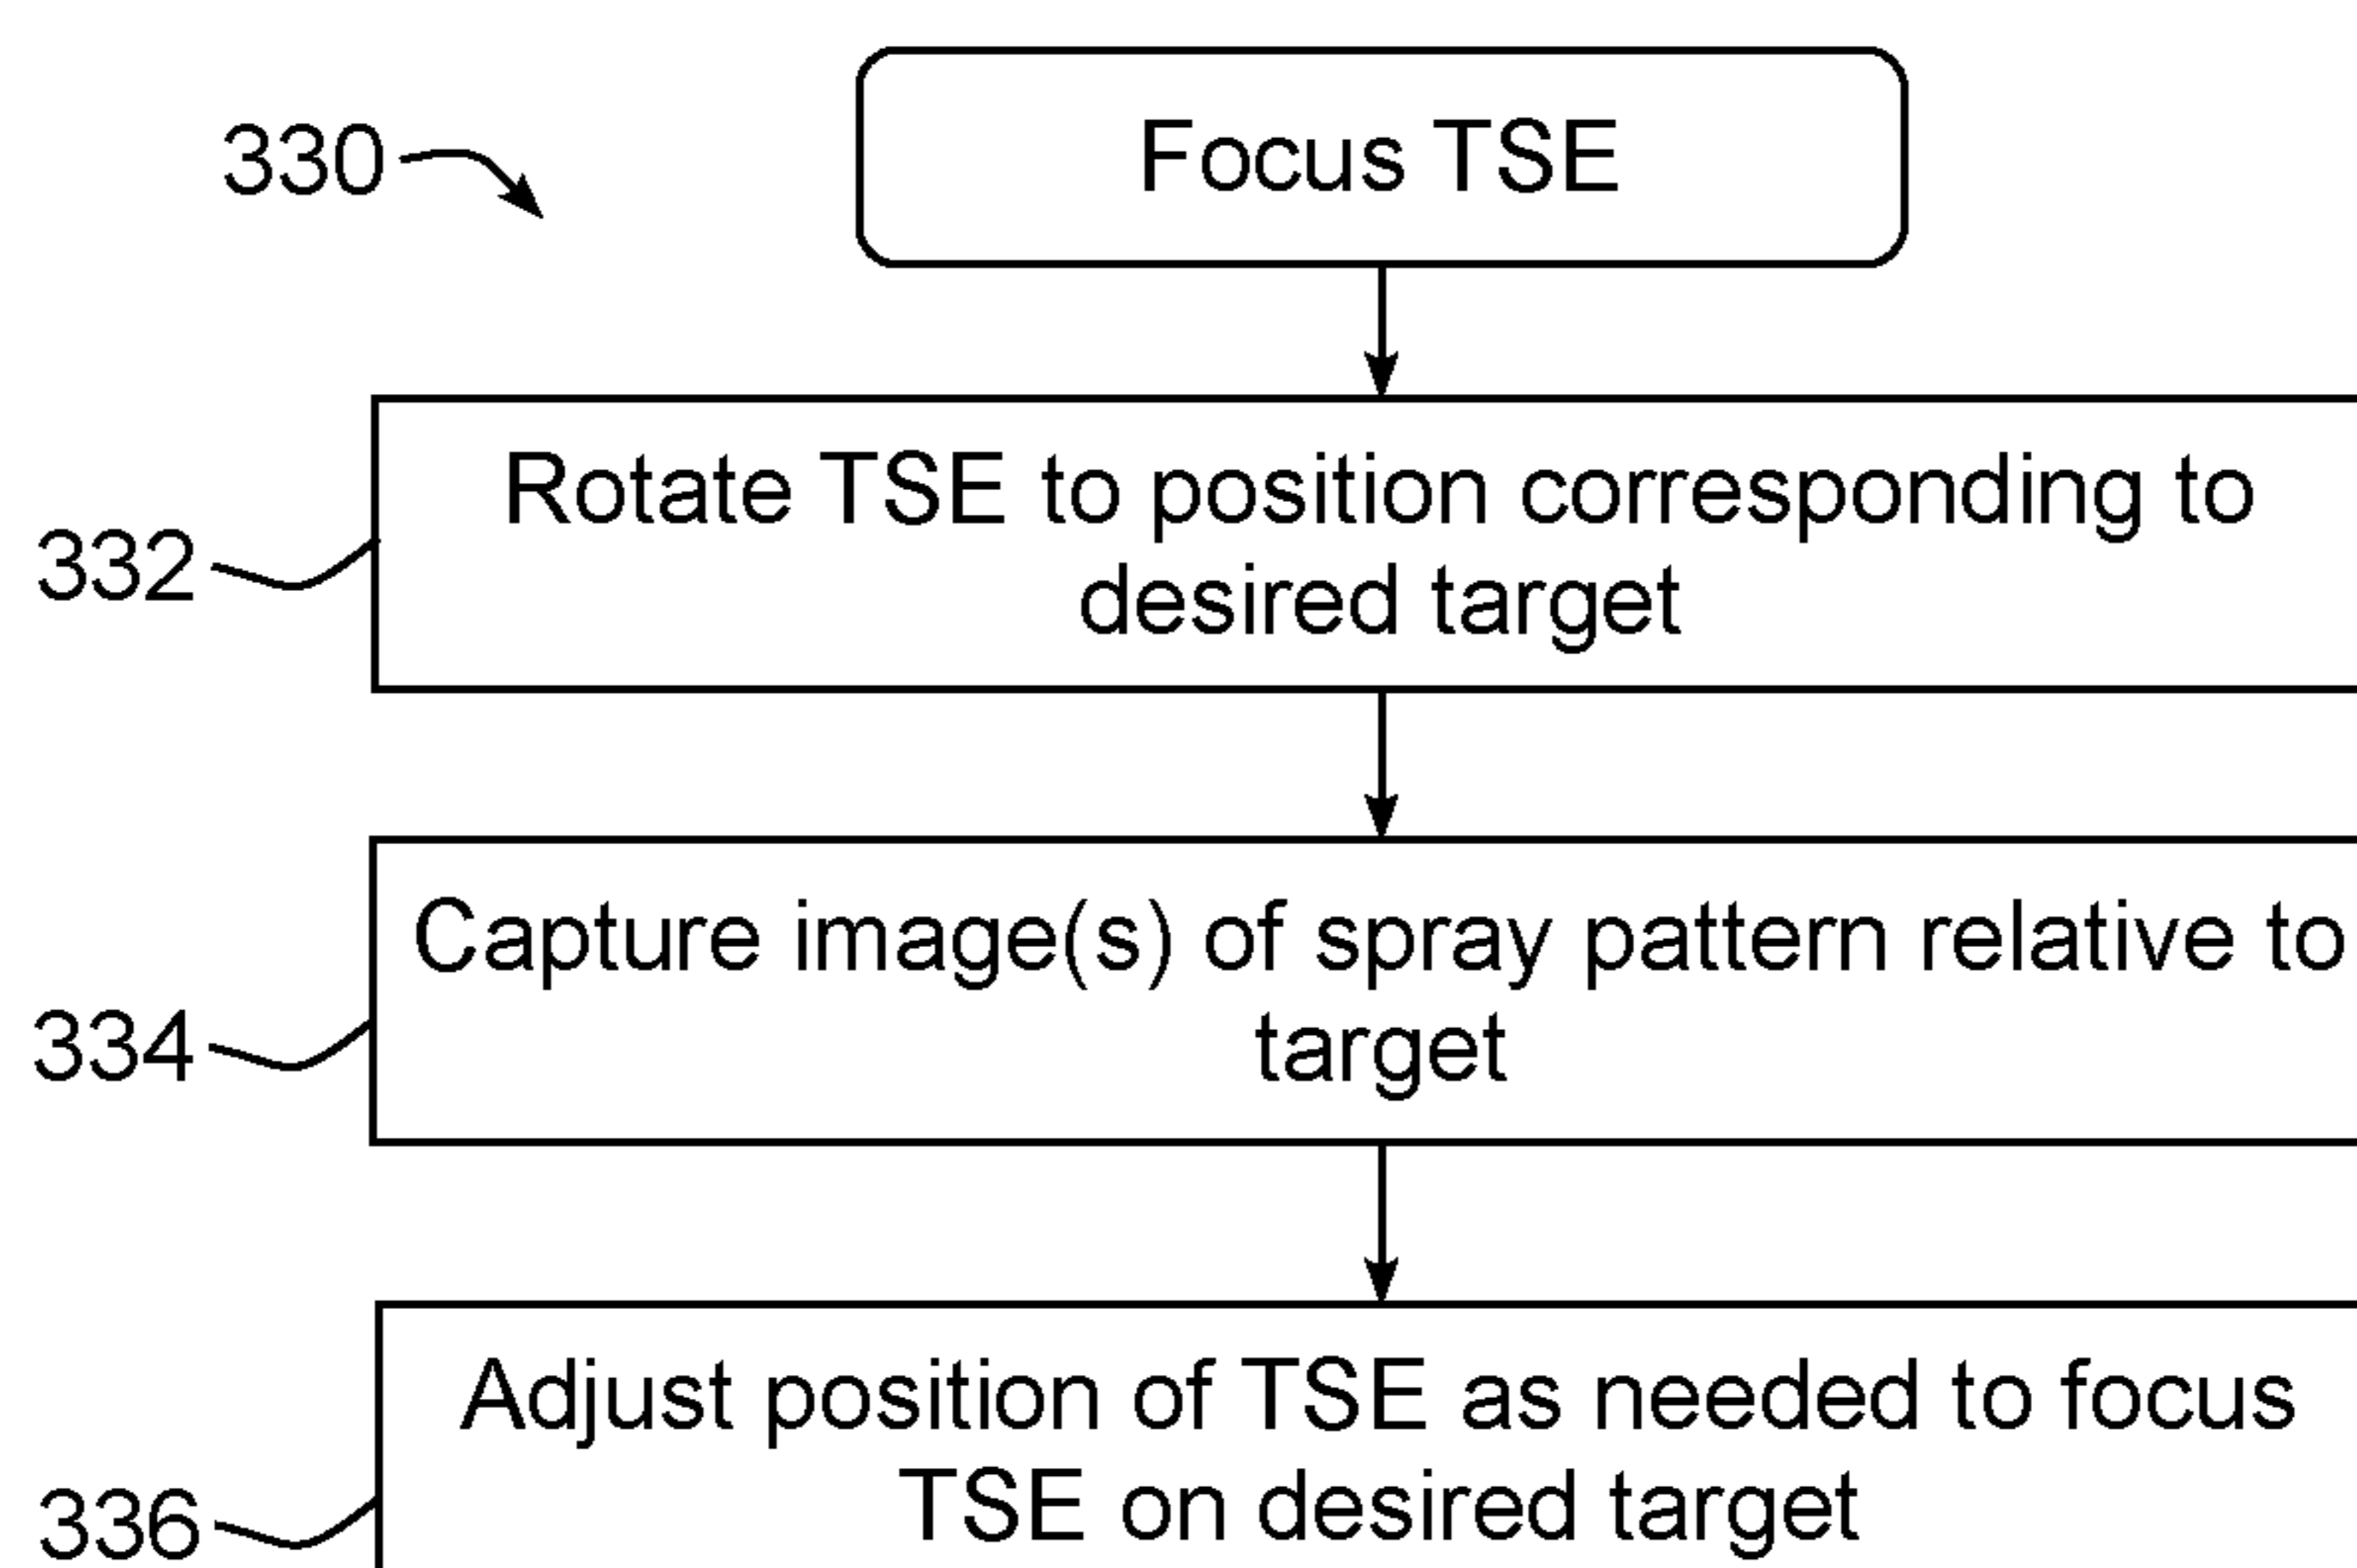 330
Focus TSE
Rotate TSE to position corresponding to
desired target
332
Capture image(s) of spray pattern relative to
target
334
Adjust position of TSE as needed to focus
TSE on desired target
336